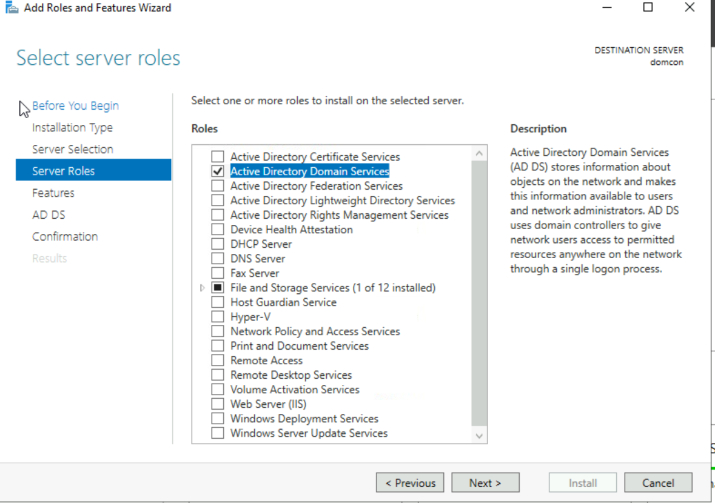 Add Roles and Features Wizard
Select server roles
DESTINATION SERVER
domcon
Before You Begin
Installation Type
Server Selection
Server Roles
Features
AD DS
Confirmation
Results
Select one or more roles to install on the selected server.
Roles
Active Directory Certificate Services
Active Directory Domain Services
Active Directory Federation Services
Active Directory Lightweight Directory Services
Active Directory Rights Management Services
Device Health Attestation
DHCP Server
DNS Server
Fax Server
File and Storage Services (1 of 12 installed)
Host Guardian Service
Hyper-V
Network Policy and Access Services
Print and Document Services
Remote Access
Remote Desktop Services
Volume Activation Services
Web Server (IIS)
Windows Deployment Services
Windows Server Update Services
Description
Active Directory Domain Services
(AD DS) stores information about
objects on the network and makes
this information available to users
and network administrators. AD DS
uses domain controllers to give
network users access to permitted
resources anywhere on the network
through a single logon process.
< Previous
Next >
Install
Cancel